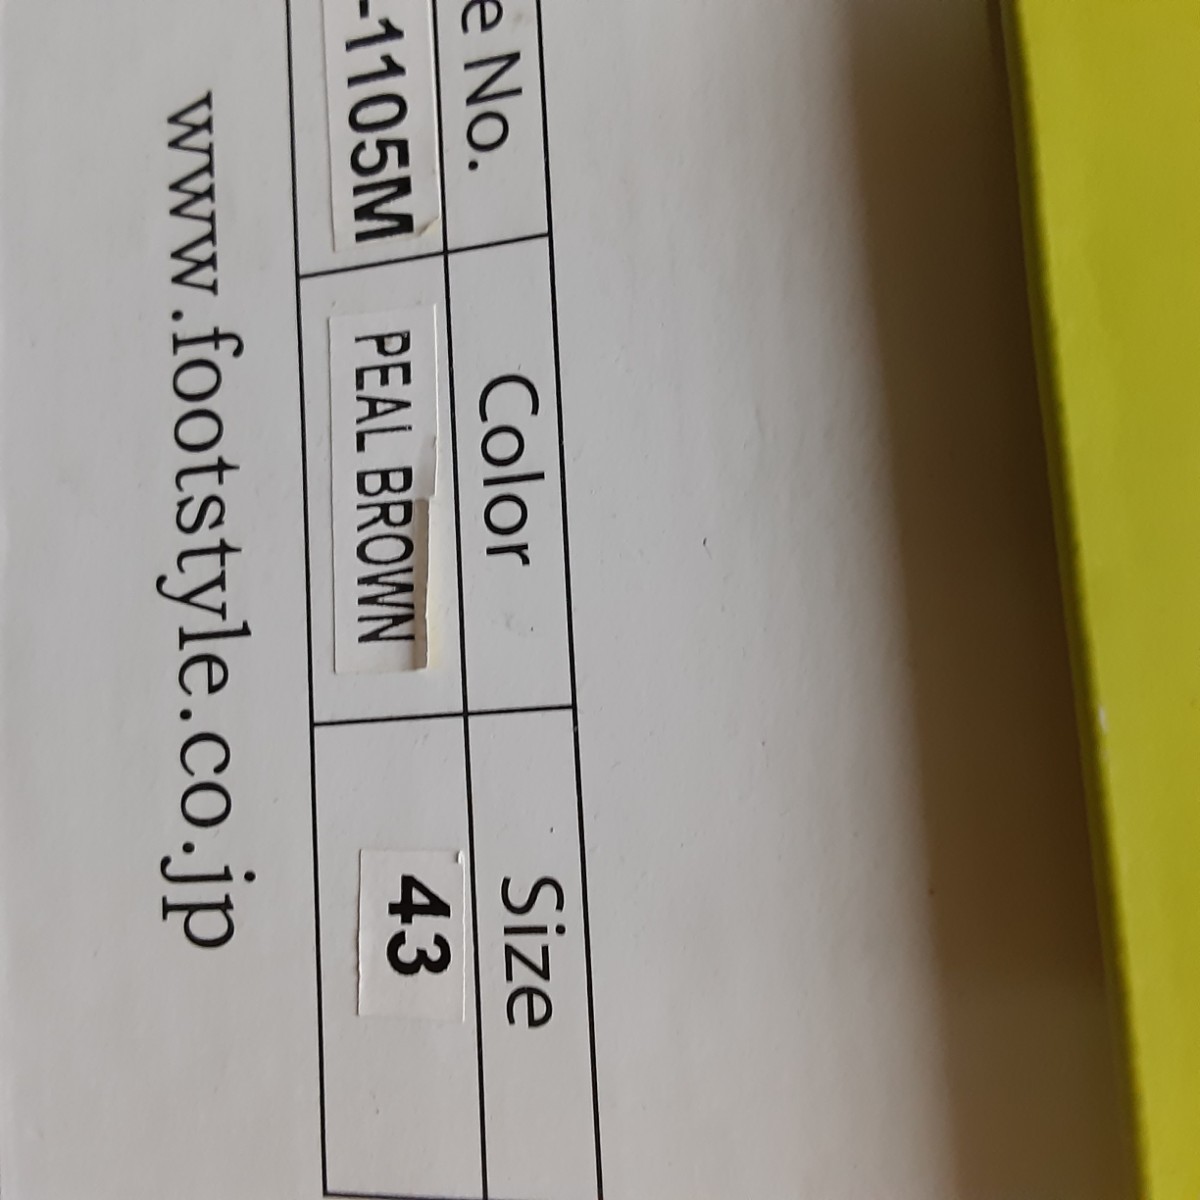 e No. Color Size
-1105M PEAL BROWN 43
www.footstyle.co.jp